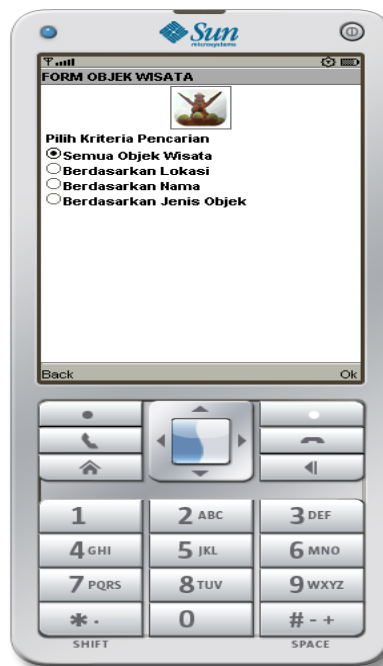 Sun
microsystems
FORM OBJEK WISATA
Pilih Kriteria Pencarian
Semua Objek Wisata
Berdasarkan Lokasi
Berdasarkan Nama
Berdasarkan Jenis Objek
Back Ok
1 2 ABC 3 DEF
4 GHI 5 JKL 6 MNO
7 PQRS 8 TUV 9 WXYZ
* . 0 # - +
SHIFT SPACE